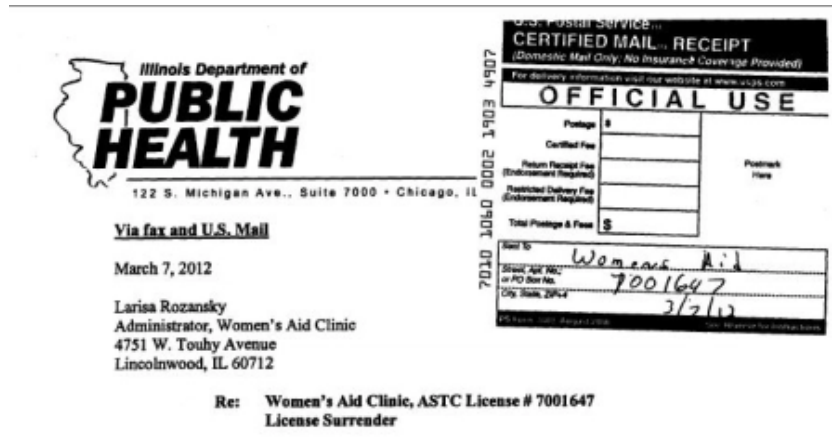 Illinois Department of
PUBLIC
HEALTH
122 S. Michigan Ave., Suite 7000 • Chicago, IL
U.S. Postal Service
CERTIFIED MAIL RECEIPT
(Domestic Mail Only; No Insurance Coverage Provided)
For delivery information visit our website at www.usps.com
OFFICIAL USE
Postage $
Certified Fee
Return Receipt Fee
(Endorsement Required)
Restricted Delivery Fee
(Endorsement Required)
Total Postage & Fees $
Postmark
Here
Sent To
Womens Aid
Street, Apt. No.;
or PO Box No.
7001647
City, State, ZIP+4
3/7/12
7010 1060 0002 1903 4907
Via fax and U.S. Mail
March 7, 2012
Larisa Rozansky
Administrator, Women's Aid Clinic
4751 W. Touhy Avenue
Lincolnwood, IL 60712
Re: Women's Aid Clinic, ASTC License # 7001647
License Surrender